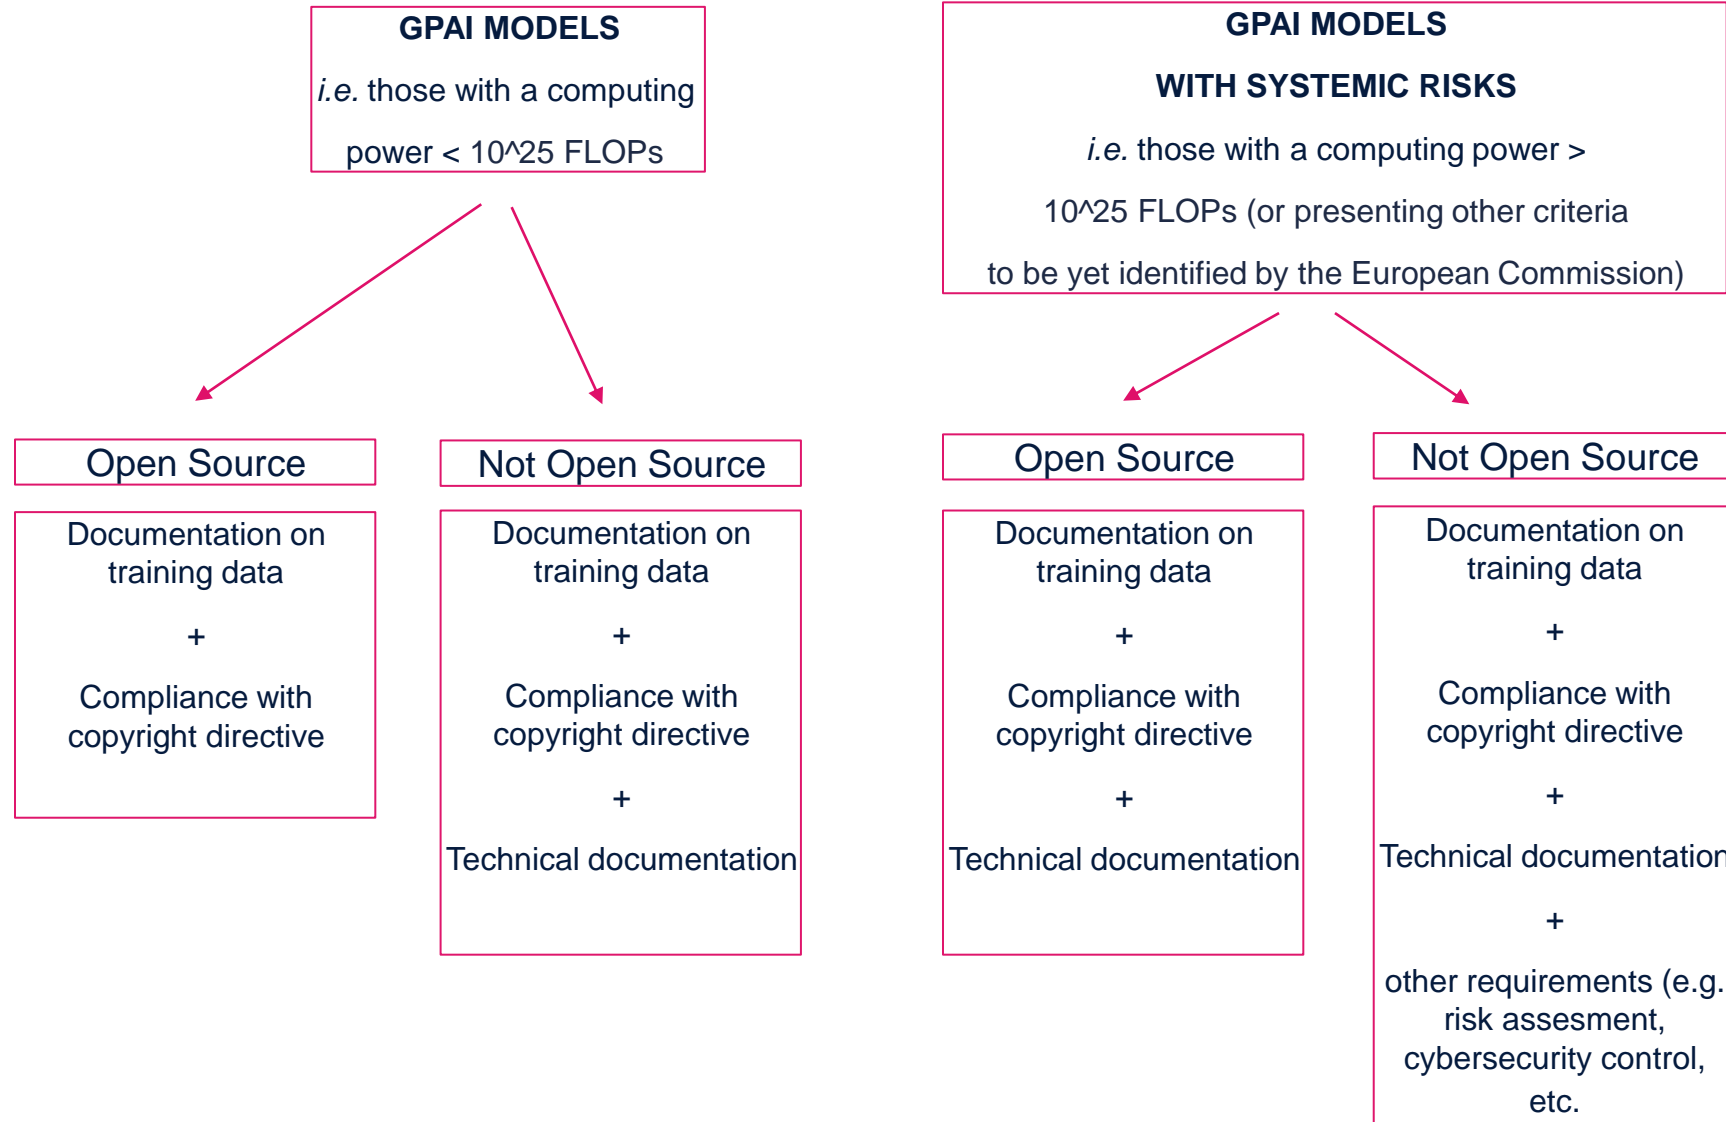 GPAI MODELS
i.e. those with a computing
power < 10^25 FLOPs
GPAI MODELS
WITH SYSTEMIC RISKS
i.e. those with a computing power >
10^25 FLOPs (or presenting other criteria
to be yet identified by the European Commission)
Open Source
Documentation on
training data
+
Compliance with
copyright directive
Not Open Source
Documentation on
training data
+
Compliance with
copyright directive
+
Technical documentation
Open Source
Documentation on
training data
+
Compliance with
copyright directive
+
Technical documentation
Not Open Source
Documentation on
training data
+
Compliance with
copyright directive
+
Technical documentation
+
other requirements (e.g.
risk assesment,
cybersecurity control,
etc.